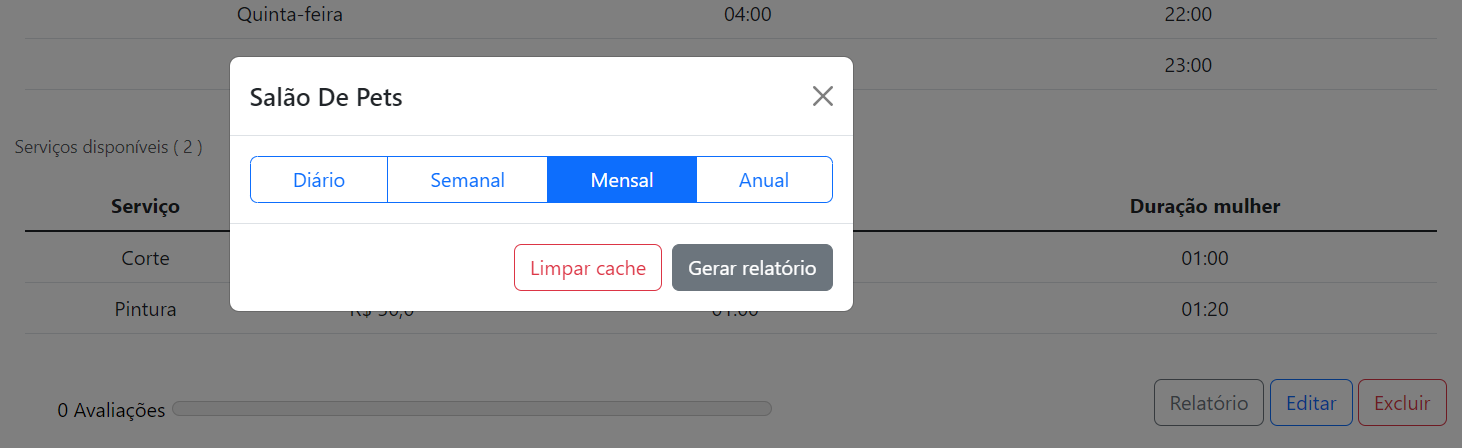 Quinta-feira 04:00 22:00
23:00
Salão De Pets
Serviços disponíveis ( 2 )
Diário Semanal Mensal Anual
Serviço Duração mulher
Limpar cache Gerar relatório
Corte 01:00
Pintura 01:20
0 Avaliações Relatório Editar Excluir